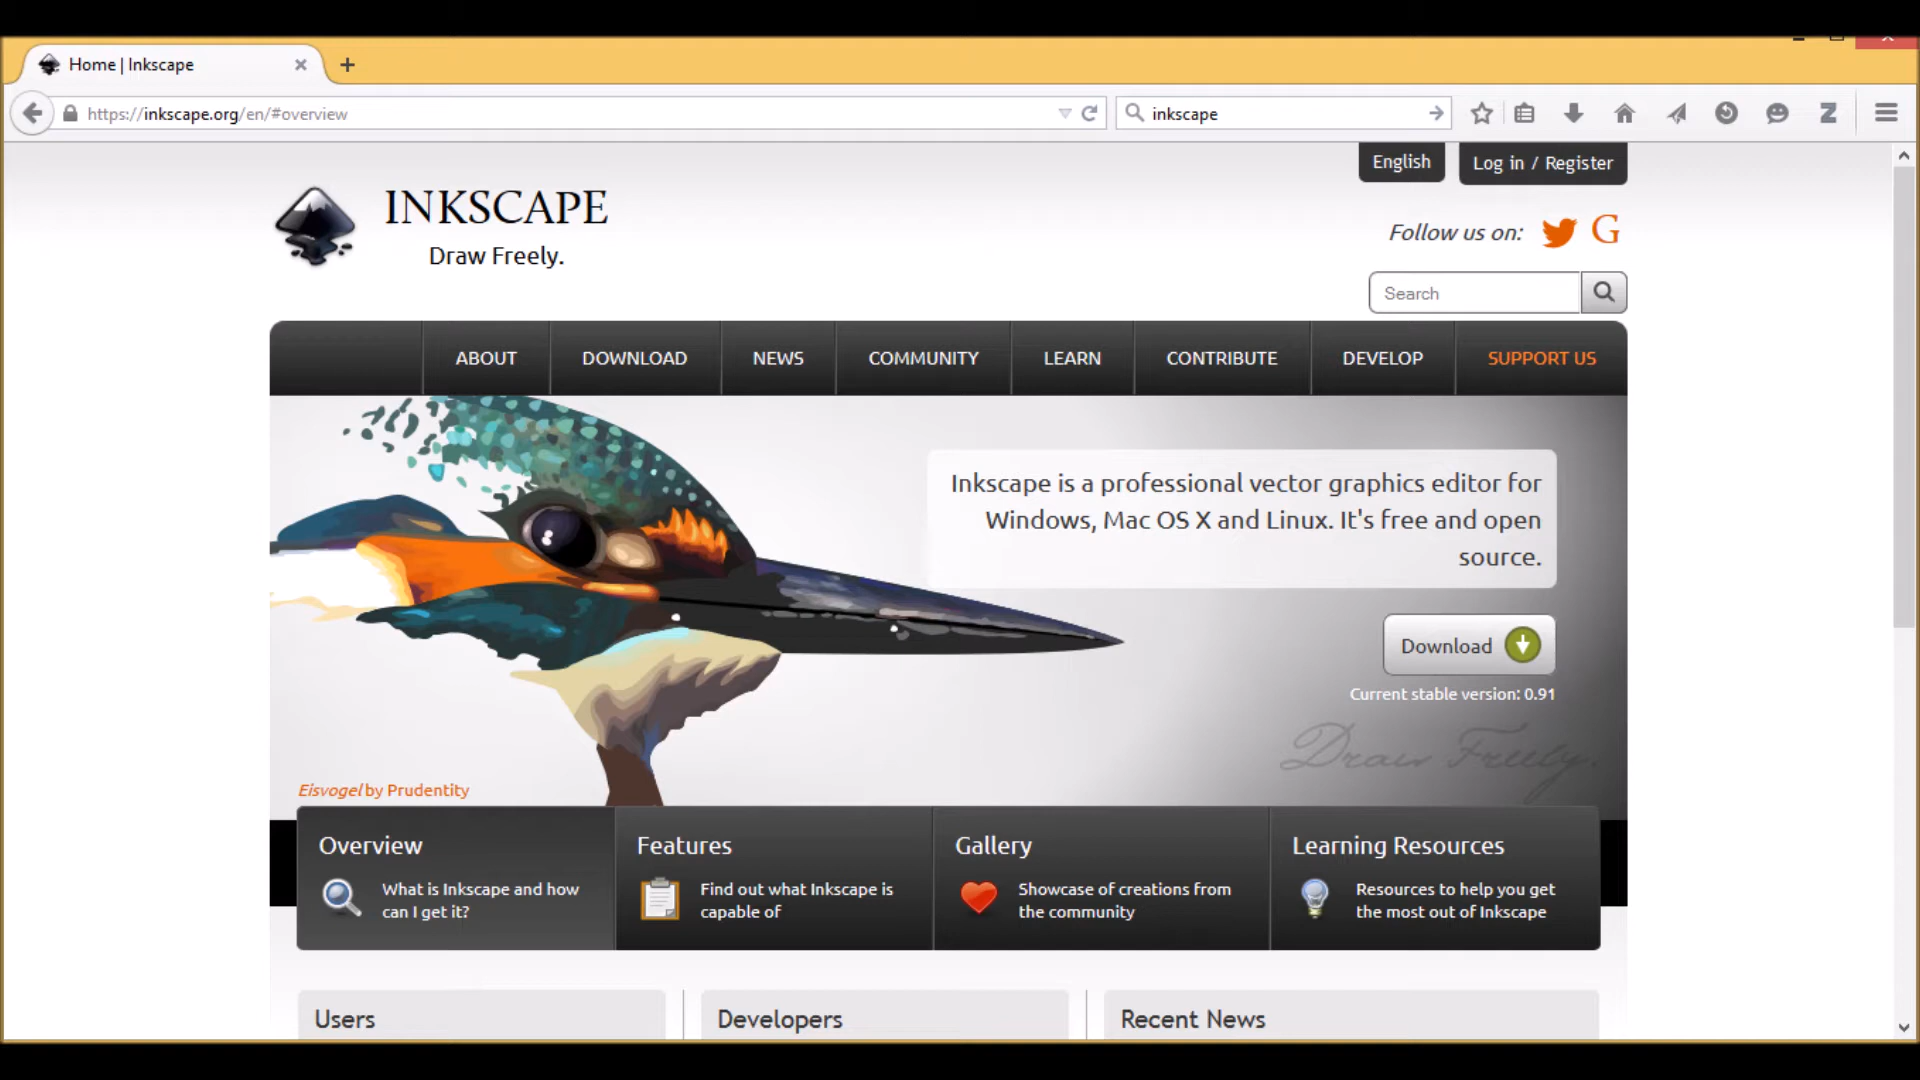 Home | Inkscape
https://inkscape.org/en/#overview
inkscape
English
Log in / Register
INKSCAPE
Draw Freely.
Follow us on:
G
Search
ABOUT
DOWNLOAD
NEWS
COMMUNITY
LEARN
CONTRIBUTE
DEVELOP
SUPPORT US
Inkscape is a professional vector graphics editor for
Windows, Mac OS X and Linux. It's free and open
source.
Download
Current stable version: 0.91
Draw Freely.
Eisvogel by Prudentity
Overview
What is Inkscape and how
can I get it?
Features
Find out what Inkscape is
capable of
Gallery
Showcase of creations from
the community
Learning Resources
Resources to help you get
the most out of Inkscape
Users
Developers
Recent News